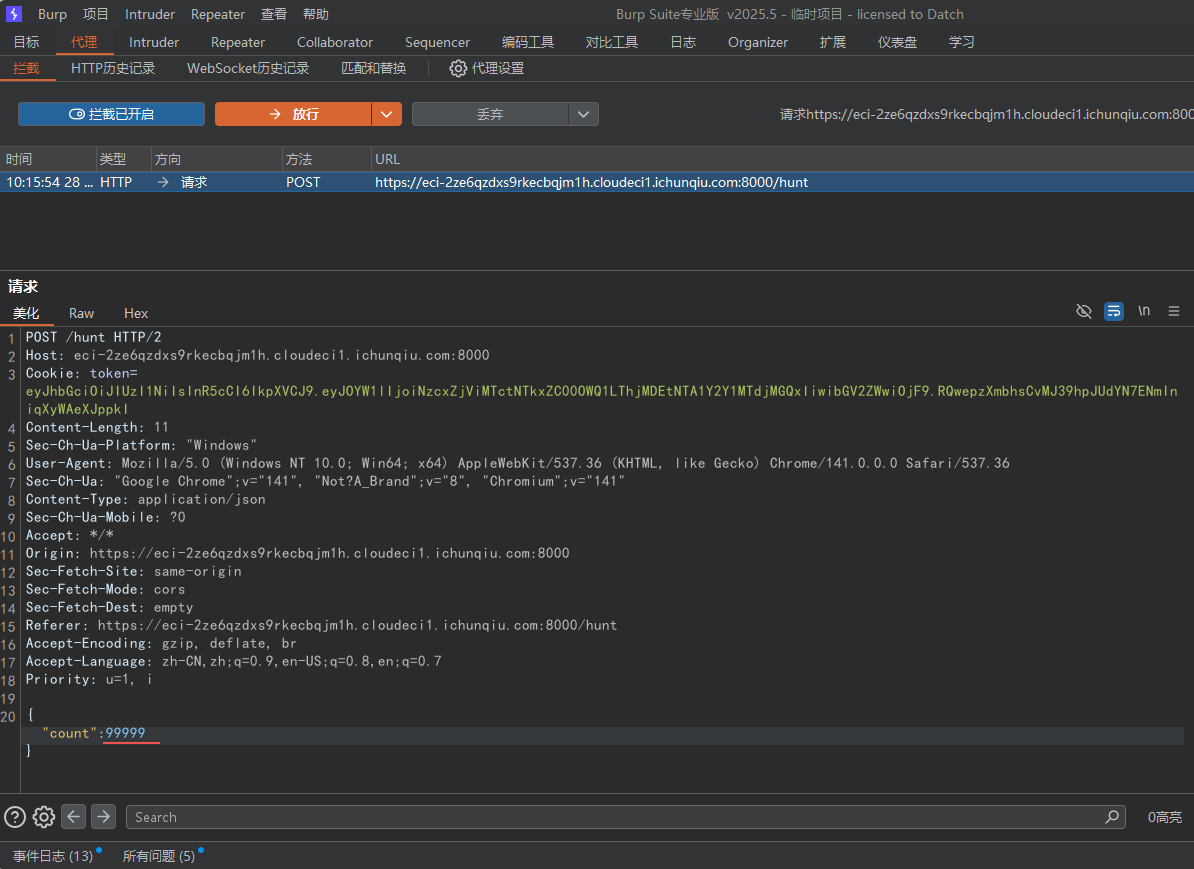 Burp 项目 Intruder Repeater 查看 帮助 Burp Suite专业版 v2025.5 - 临时项目 - licensed to Datch
目标 代理 Intruder Repeater Collaborator Sequencer 编码工具 对比工具 日志 Organizer 扩展 仪表盘 学习
拦截 HTTP历史记录 WebSocket历史记录 匹配和替换 代理设置
拦截已开启 放行 丢弃 请求https://eci-2ze6qzdxs9rkecbqjm1h.cloudeci1.ichunqiu.com:800
时间 类型 方向 方法 URL
10:15:54 28 ... HTTP → 请求 POST https://eci-2ze6qzdxs9rkecbqjm1h.cloudeci1.ichunqiu.com:8000/hunt
请求
美化 Raw Hex \n
1 POST /hunt HTTP/2
2 Host: eci-2ze6qzdxs9rkecbqjm1h.cloudeci1.ichunqiu.com:8000
3 Cookie: token=
4 Content-Length: 11
5 Sec-Ch-Ua-Platform: "Windows"
6 User-Agent: Mozilla/5.0 (Windows NT 10.0; Win64; x64) AppleWebKit/537.36 (KHTML, like Gecko) Chrome/141.0.0.0 Safari/537.36
7 Sec-Ch-Ua: "Google Chrome";v="141", "Not?A_Brand";v="8", "Chromium";v="141"
8 Content-Type: application/json
9 Sec-Ch-Ua-Mobile: ?0
10 Accept: */*
11 Origin: https://eci-2ze6qzdxs9rkecbqjm1h.cloudeci1.ichunqiu.com:8000
12 Sec-Fetch-Site: same-origin
13 Sec-Fetch-Mode: cors
14 Sec-Fetch-Dest: empty
15 Referer: https://eci-2ze6qzdxs9rkecbqjm1h.cloudeci1.ichunqiu.com:8000/hunt
16 Accept-Encoding: gzip, deflate, br
17 Accept-Language: zh-CN,zh;q=0.9,en-US;q=0.8,en;q=0.7
18 Priority: u=1, i
19
20 {
"count":99999
}
Search 0高亮
事件日志 (13) 所有问题 (5)